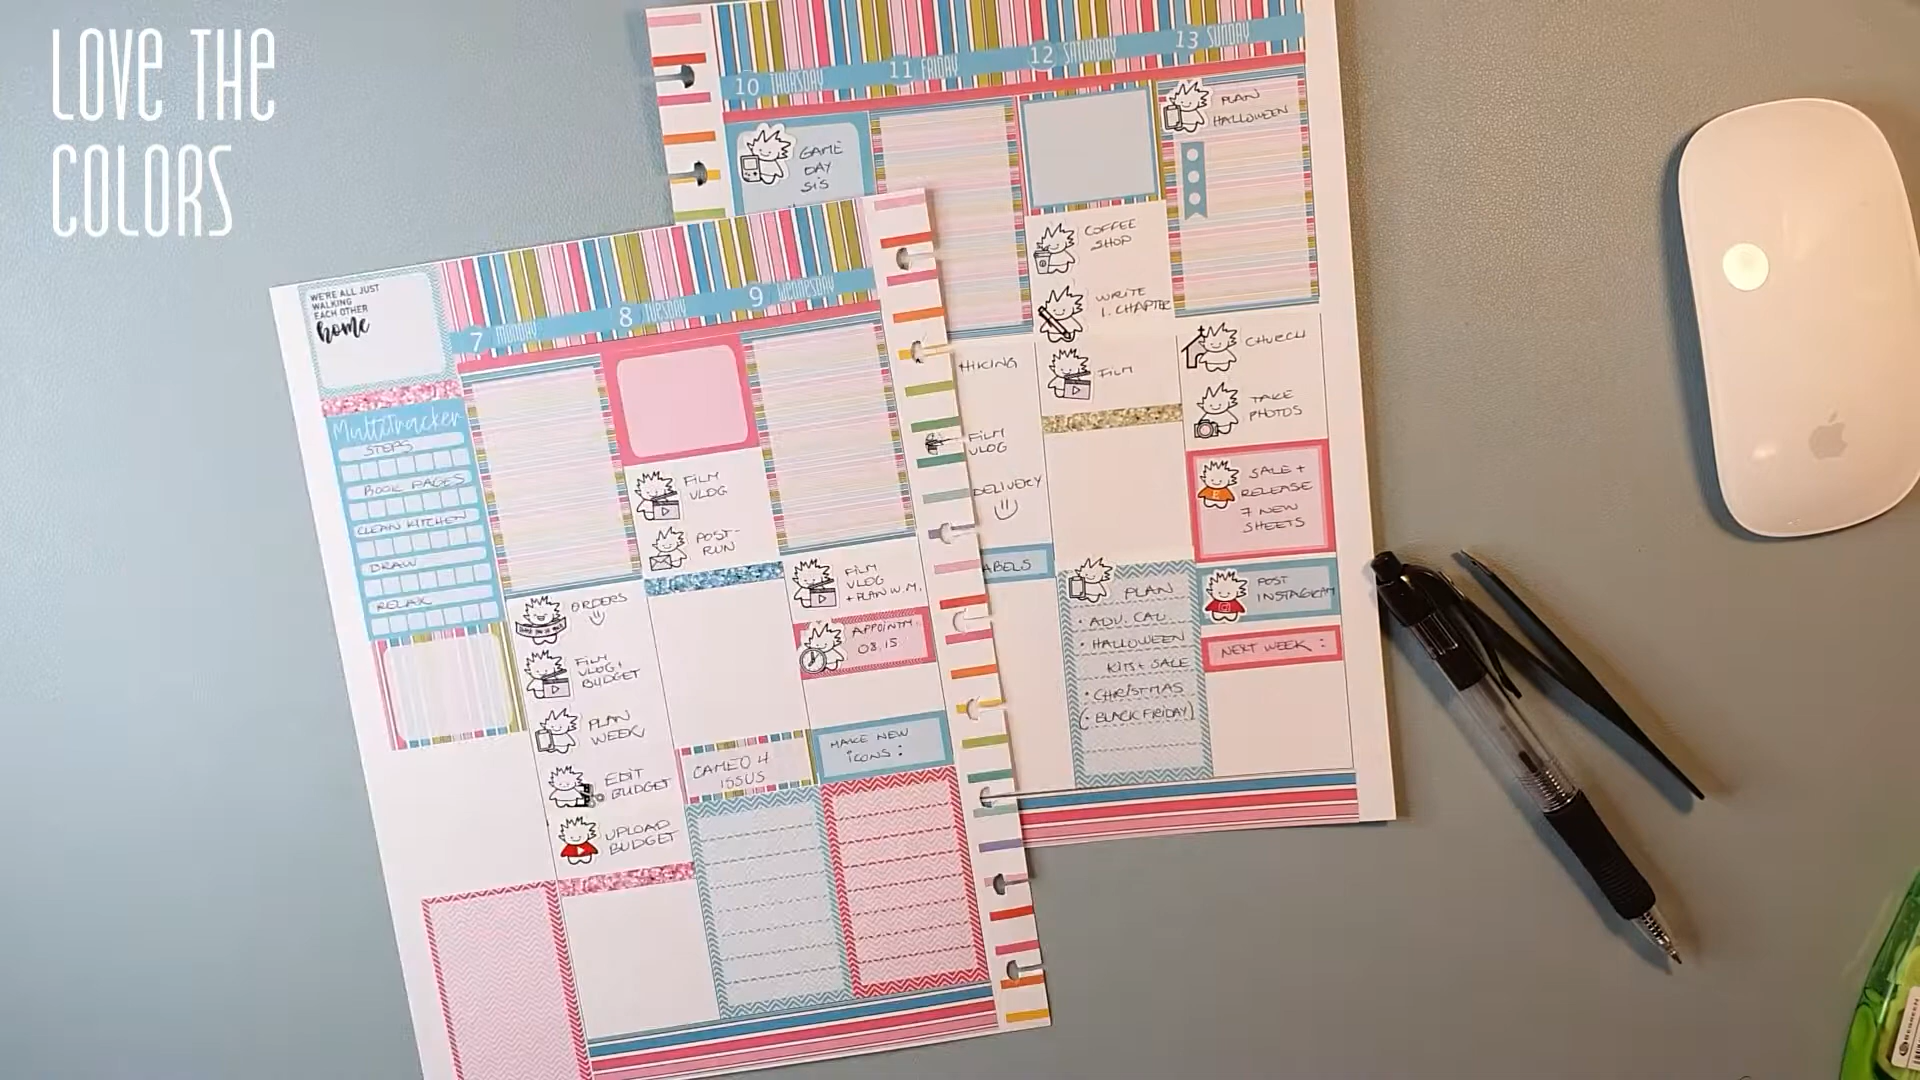 LOVE THE
COLORS
WE'RE ALL JUST
WALKING
EACH OTHER
home
MultiTracker
STEPS
BOOK PAGES
CLEAN KITCHEN
DRAW
RELAX
7 MONDAY
ORDERS
FILM
VLOG+
BUDGET
PLAN
WEEK
EDIT
BUDGET
UPLOAD
BUDGET
8 TUESDAY
FILM
VLOG
POST-
RUN
CAMEO 4
ISSUS
9 WEDNESDAY
FILM
VLOG
+ PLAN W.M.
APPOINTM.
08.15
MAKE NEW
ICONS:
10 THURSDAY
GAME
DAY
SIS
11 FRIDAY
HIKING
FILM
VLOG
DELIVERY
ABELS
12 SATURDAY
COFFEE
SHOP
WRITE
1. CHAPTER
FILM
PLAN
• ADV. CAL
• HALLOWEEN
KITS + SALE
• CHRISTMAS
(• BLACK FRIDAY)
13 SUNDAY
PLAN
HALLOWEEN
CHURCH
TAKE
PHOTOS
E
SALE +
RELEASE
7 NEW
SHEETS
POST
INSTAGRAM
NEXT WEEK :